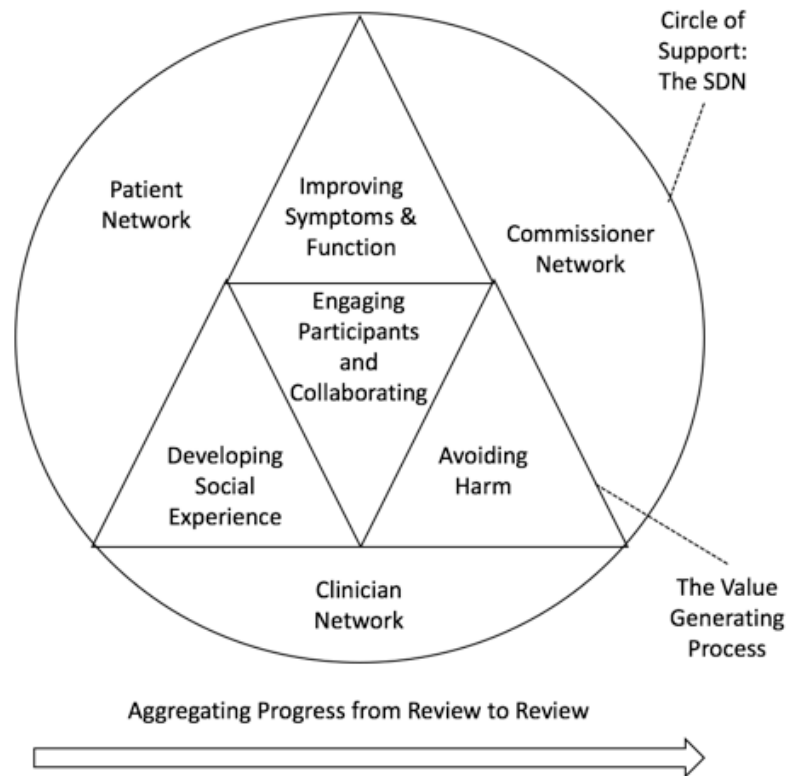 Circle of
Support:
The SDN
Patient
Network
Improving
Symptoms &
Function
Commissioner
Network
Engaging
Participants
and
Collaborating
Developing
Social
Experience
Avoiding
Harm
Clinician
Network
The Value
Generating
Process
Aggregating Progress from Review to Review